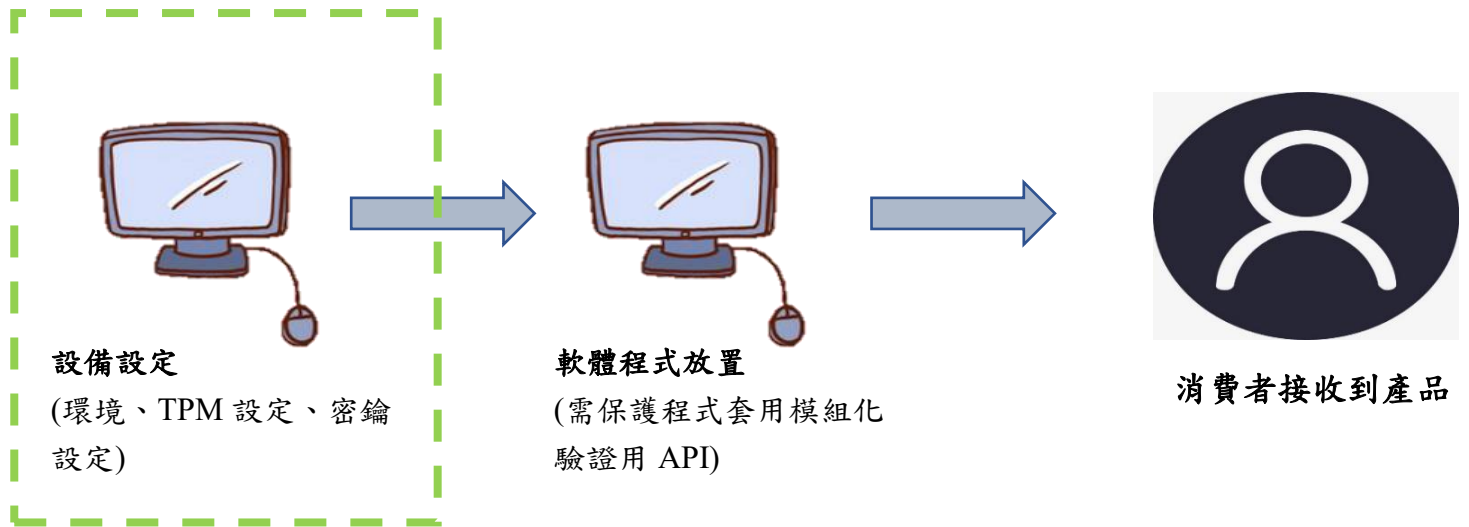 設備設定
(環境、TPM 設定、密鑰
設定)
軟體程式放置
(需保護程式套用模組化
驗證用 API)
消費者接收到產品